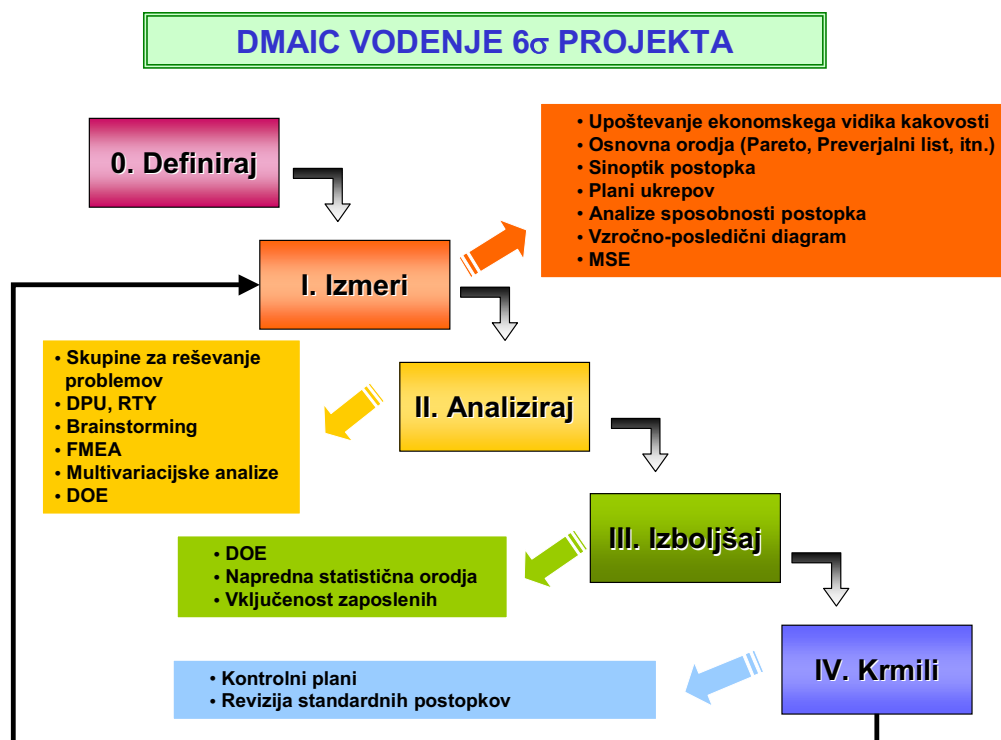 DMAIC VODENJE 6σ PROJEKTA
0. Definiraj
• Upoštevanje ekonomskega vidika kakovosti
• Osnovna orodja (Pareto, Preverjalni list, itn.)
• Sinoptik postopka
• Plani ukrepov
• Analize sposobnosti postopka
• Vzročno-posledični diagram
• MSE
I. Izmeri
• Skupine za reševanje
problemov
• DPU, RTY
• Brainstorming
• FMEA
• Multivariacijske analize
• DOE
II. Analiziraj
III. Izboljšaj
• DOE
• Napredna statistična orodja
• Vključenost zaposlenih
IV. Krmili
• Kontrolni plani
• Revizija standardnih postopkov